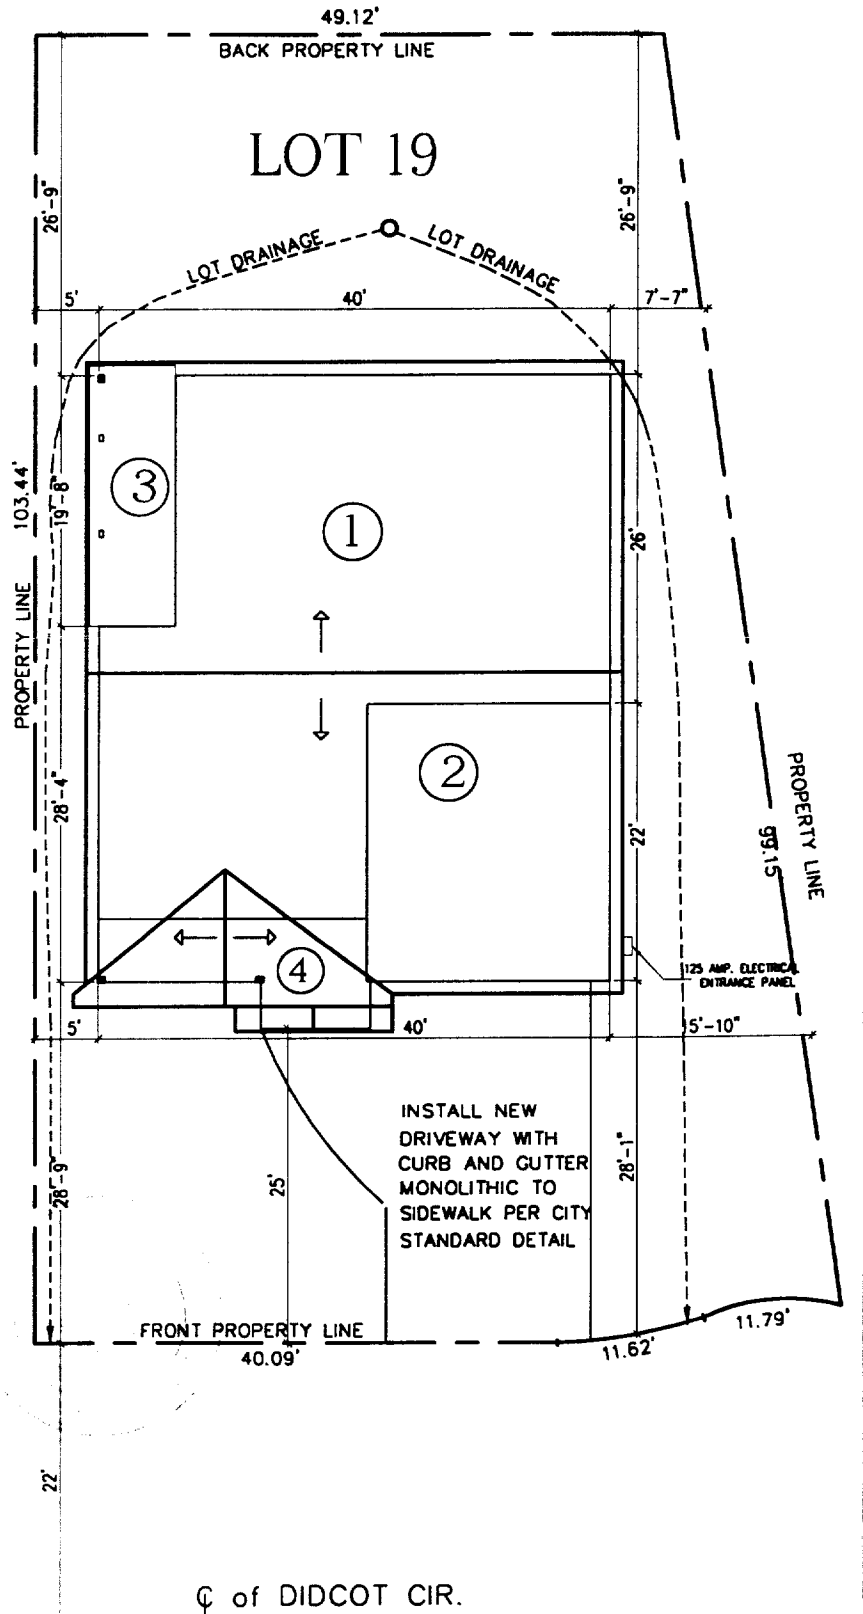 49.12'
BACK PROPERTY LINE
LOT 19
26'-9"
26'-9"
LOT DRAINAGE
LOT DRAINAGE
5'
40'
7'-7"
3
1
PROPERTY LINE 103.44'
19'-8"
26'
2
28'-4"
22'
PROPERTY LINE
99.15
4
125 AMP. ELECTRICAL
ENTRANCE PANEL
5'
40'
5'-10"
INSTALL NEW
DRIVEWAY WITH
CURB AND GUTTER
MONOLITHIC TO
SIDEWALK PER CITY
STANDARD DETAIL
28'-9"
25'
28'-1"
FRONT PROPERTY LINE
40.09'
11.62'
11.79'
22'
℄ of DIDCOT CIR.